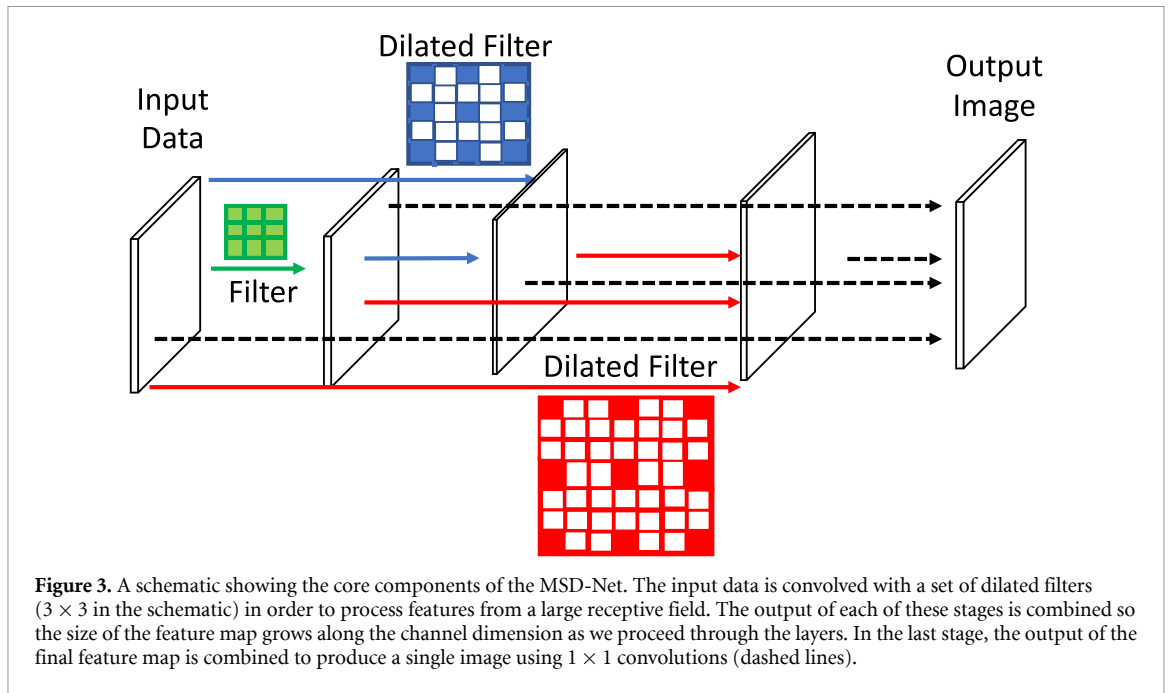 Dilated Filter
Input
Data
Output
Image
Filter
Dilated Filter
Figure 3. A schematic showing the core components of the MSD-Net. The input data is convolved with a set of dilated filters
(3 × 3 in the schematic) in order to process features from a large receptive field. The output of each of these stages is combined so
the size of the feature map grows along the channel dimension as we proceed through the layers. In the last stage, the output of the
final feature map is combined to produce a single image using 1 × 1 convolutions (dashed lines).